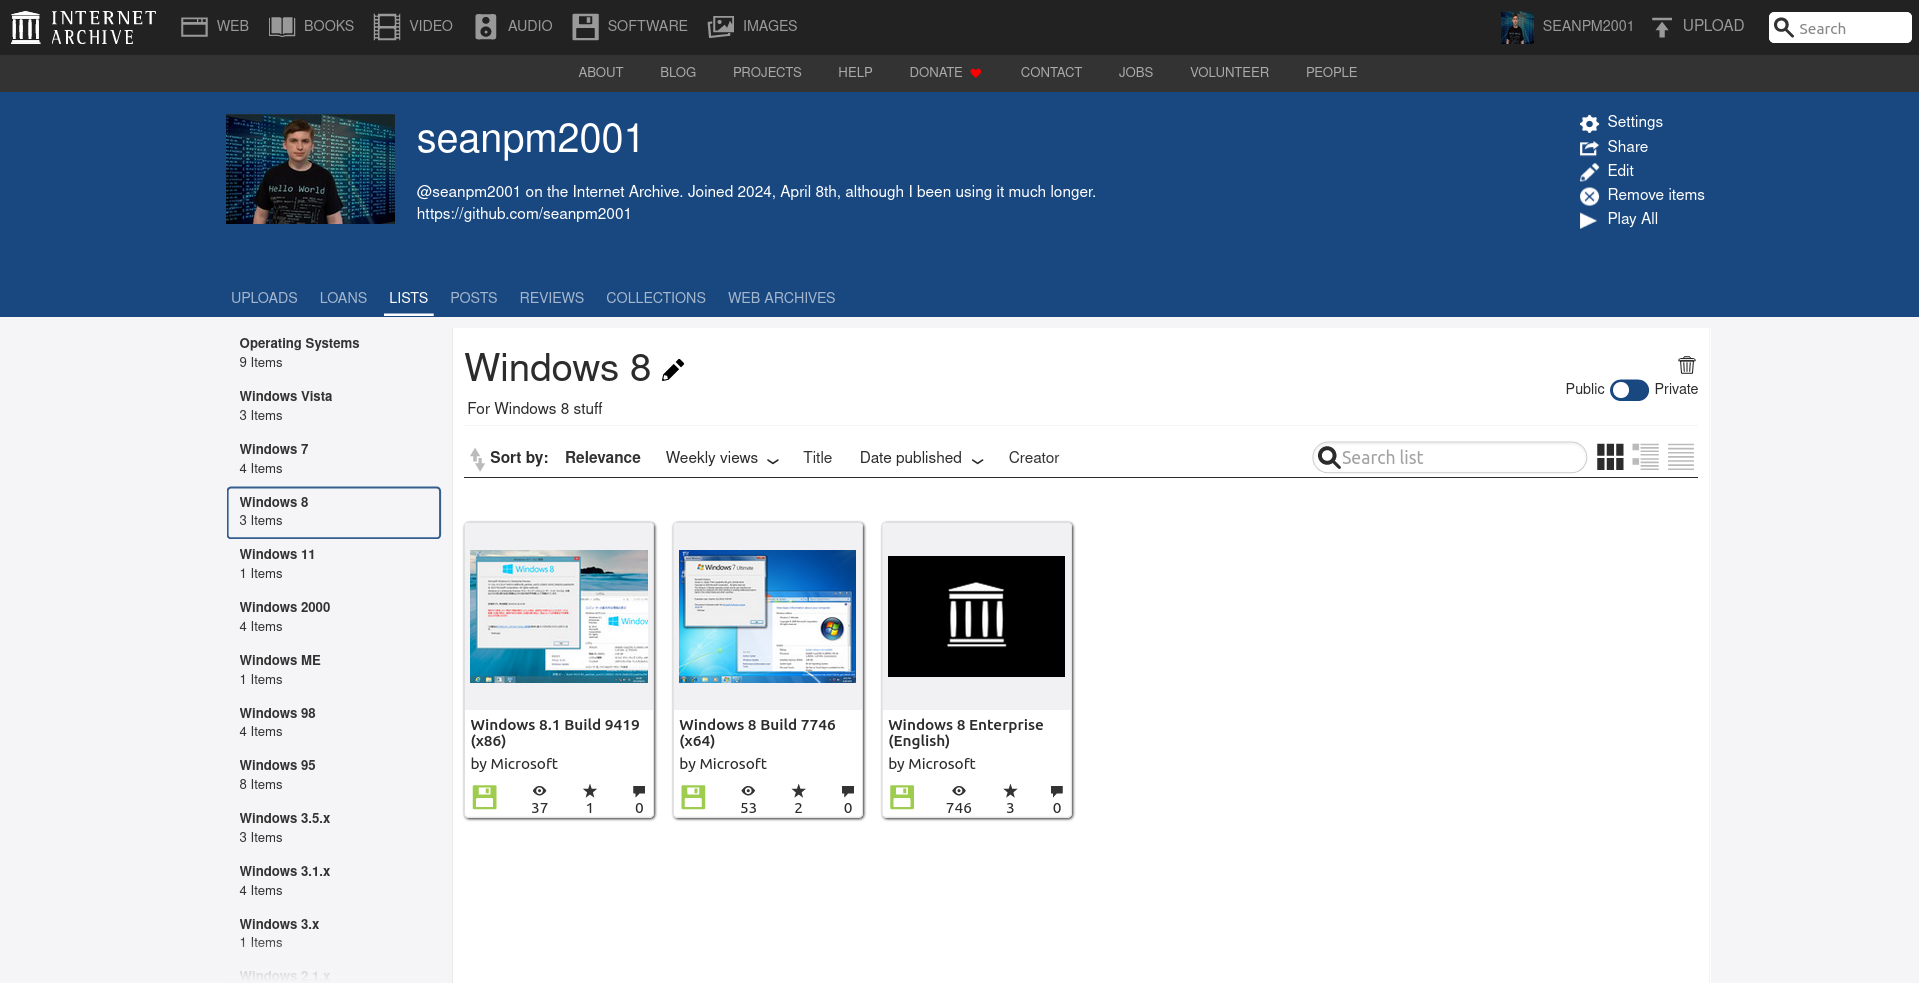 INTERNET ARCHIVE
WEB
BOOKS
VIDEO
AUDIO
SOFTWARE
IMAGES
SEANPM2001
UPLOAD
Search
ABOUT
BLOG
PROJECTS
HELP
DONATE
CONTACT
JOBS
VOLUNTEER
PEOPLE
Hello World
seanpm2001
@seanpm2001 on the Internet Archive. Joined 2024, April 8th, although I been using it much longer.
https://github.com/seanpm2001
Settings
Share
Edit
Remove items
Play All
UPLOADS
LOANS
LISTS
POSTS
REVIEWS
COLLECTIONS
WEB ARCHIVES
Operating Systems
9 Items
Windows Vista
3 Items
Windows 7
4 Items
Windows 8
3 Items
Windows 11
1 Items
Windows 2000
4 Items
Windows ME
1 Items
Windows 98
4 Items
Windows 95
8 Items
Windows 3.5.x
3 Items
Windows 3.1.x
4 Items
Windows 3.x
1 Items
Windows 2.1.x
Windows 8
For Windows 8 stuff
Public
Private
Sort by:
Relevance
Weekly views
Title
Date published
Creator
Search list
Windows 8
Windows 8.1 Build 9419
(x86)
by Microsoft
37
1
0
Windows 7 Ultimate
Windows 8 Build 7746
(x64)
by Microsoft
53
2
0
Windows 8 Enterprise
(English)
by Microsoft
746
3
0